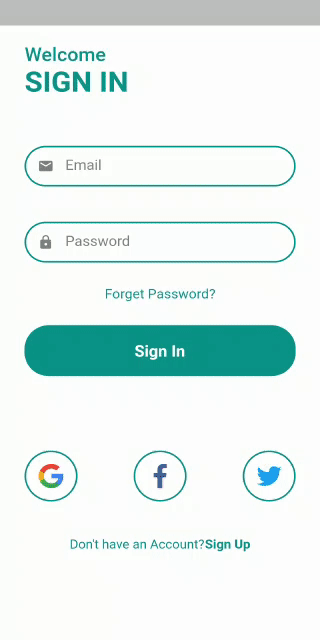 Welcome
SIGN IN
Email
Password
Forget Password?
Sign In
Don't have an Account?Sign Up